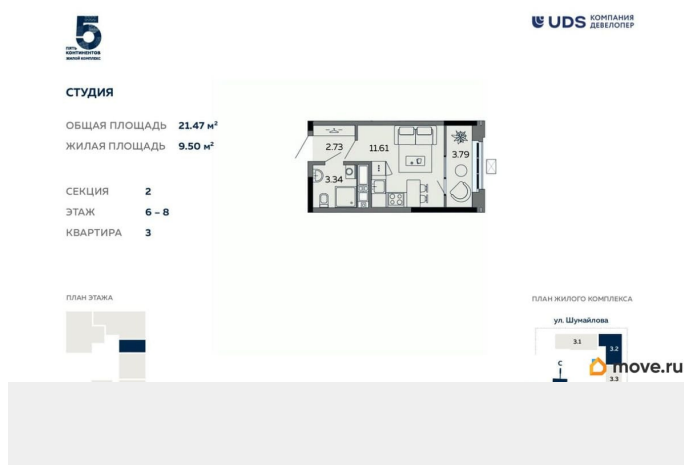 5
ПЯТЬ
КОНТИНЕНТОВ
ЖИЛОЙ КОМПЛЕКС
UDS КОМПАНИЯ
ДЕВЕЛОПЕР
СТУДИЯ
ОБЩАЯ ПЛОЩАДЬ 21.47 м²
ЖИЛАЯ ПЛОЩАДЬ 9.50 м²
СЕКЦИЯ 2
ЭТАЖ 6 – 8
КВАРТИРА 3
2.73
11.61
3.79
3.34
ПЛАН ЭТАЖА
ПЛАН ЖИЛОГО КОМПЛЕКСА
ул. Шумайлова
3.1
3.2
С
move.ru
3.3